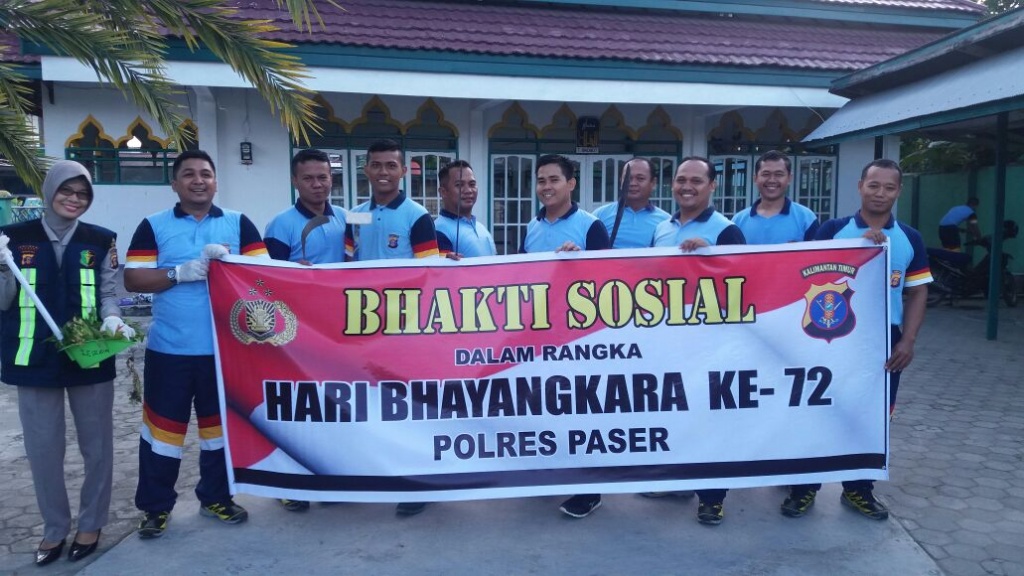 BHAKTI SOSIAL
DALAM RANGKA
HARI BHAYANGKARA KE- 72
POLRES PASER
KALIMANTAN TIMUR